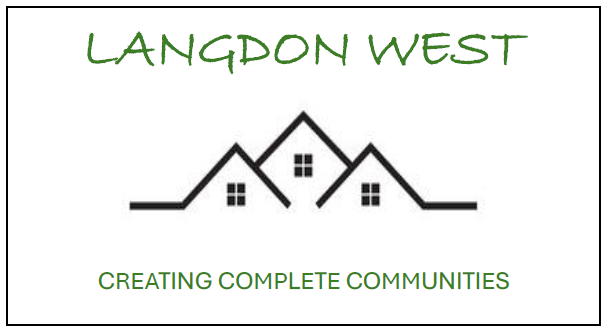 LANGDON WEST
CREATING COMPLETE COMMUNITIES